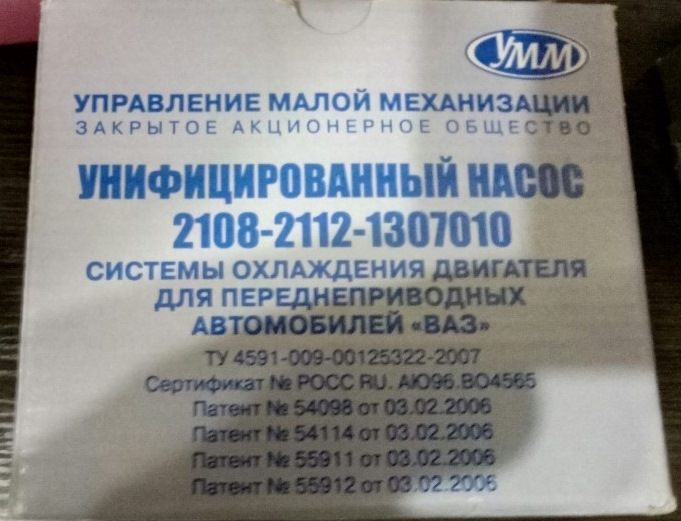 УММ
УПРАВЛЕНИЕ МАЛОЙ МЕХАНИЗАЦИИ
ЗАКРЫТОЕ АКЦИОНЕРНОЕ ОБЩЕСТВО
УНИФИЦИРОВАННЫЙ НАСОС
2108-2112-1307010
СИСТЕМЫ ОХЛАЖДЕНИЯ ДВИГАТЕЛЯ
ДЛЯ ПЕРЕДНЕПРИВОДНЫХ
АВТОМОБИЛЕЙ «ВАЗ»
ТУ 4591-009-00125322-2007
Сертификат № РОСС RU. АЮ96.ВО4565
Патент № 54098 от 03.02.2006
Патент № 54114 от 03.02.2006
Патент № 55911 от 03.02.2006
Патент № 55912 от 03.02.2006